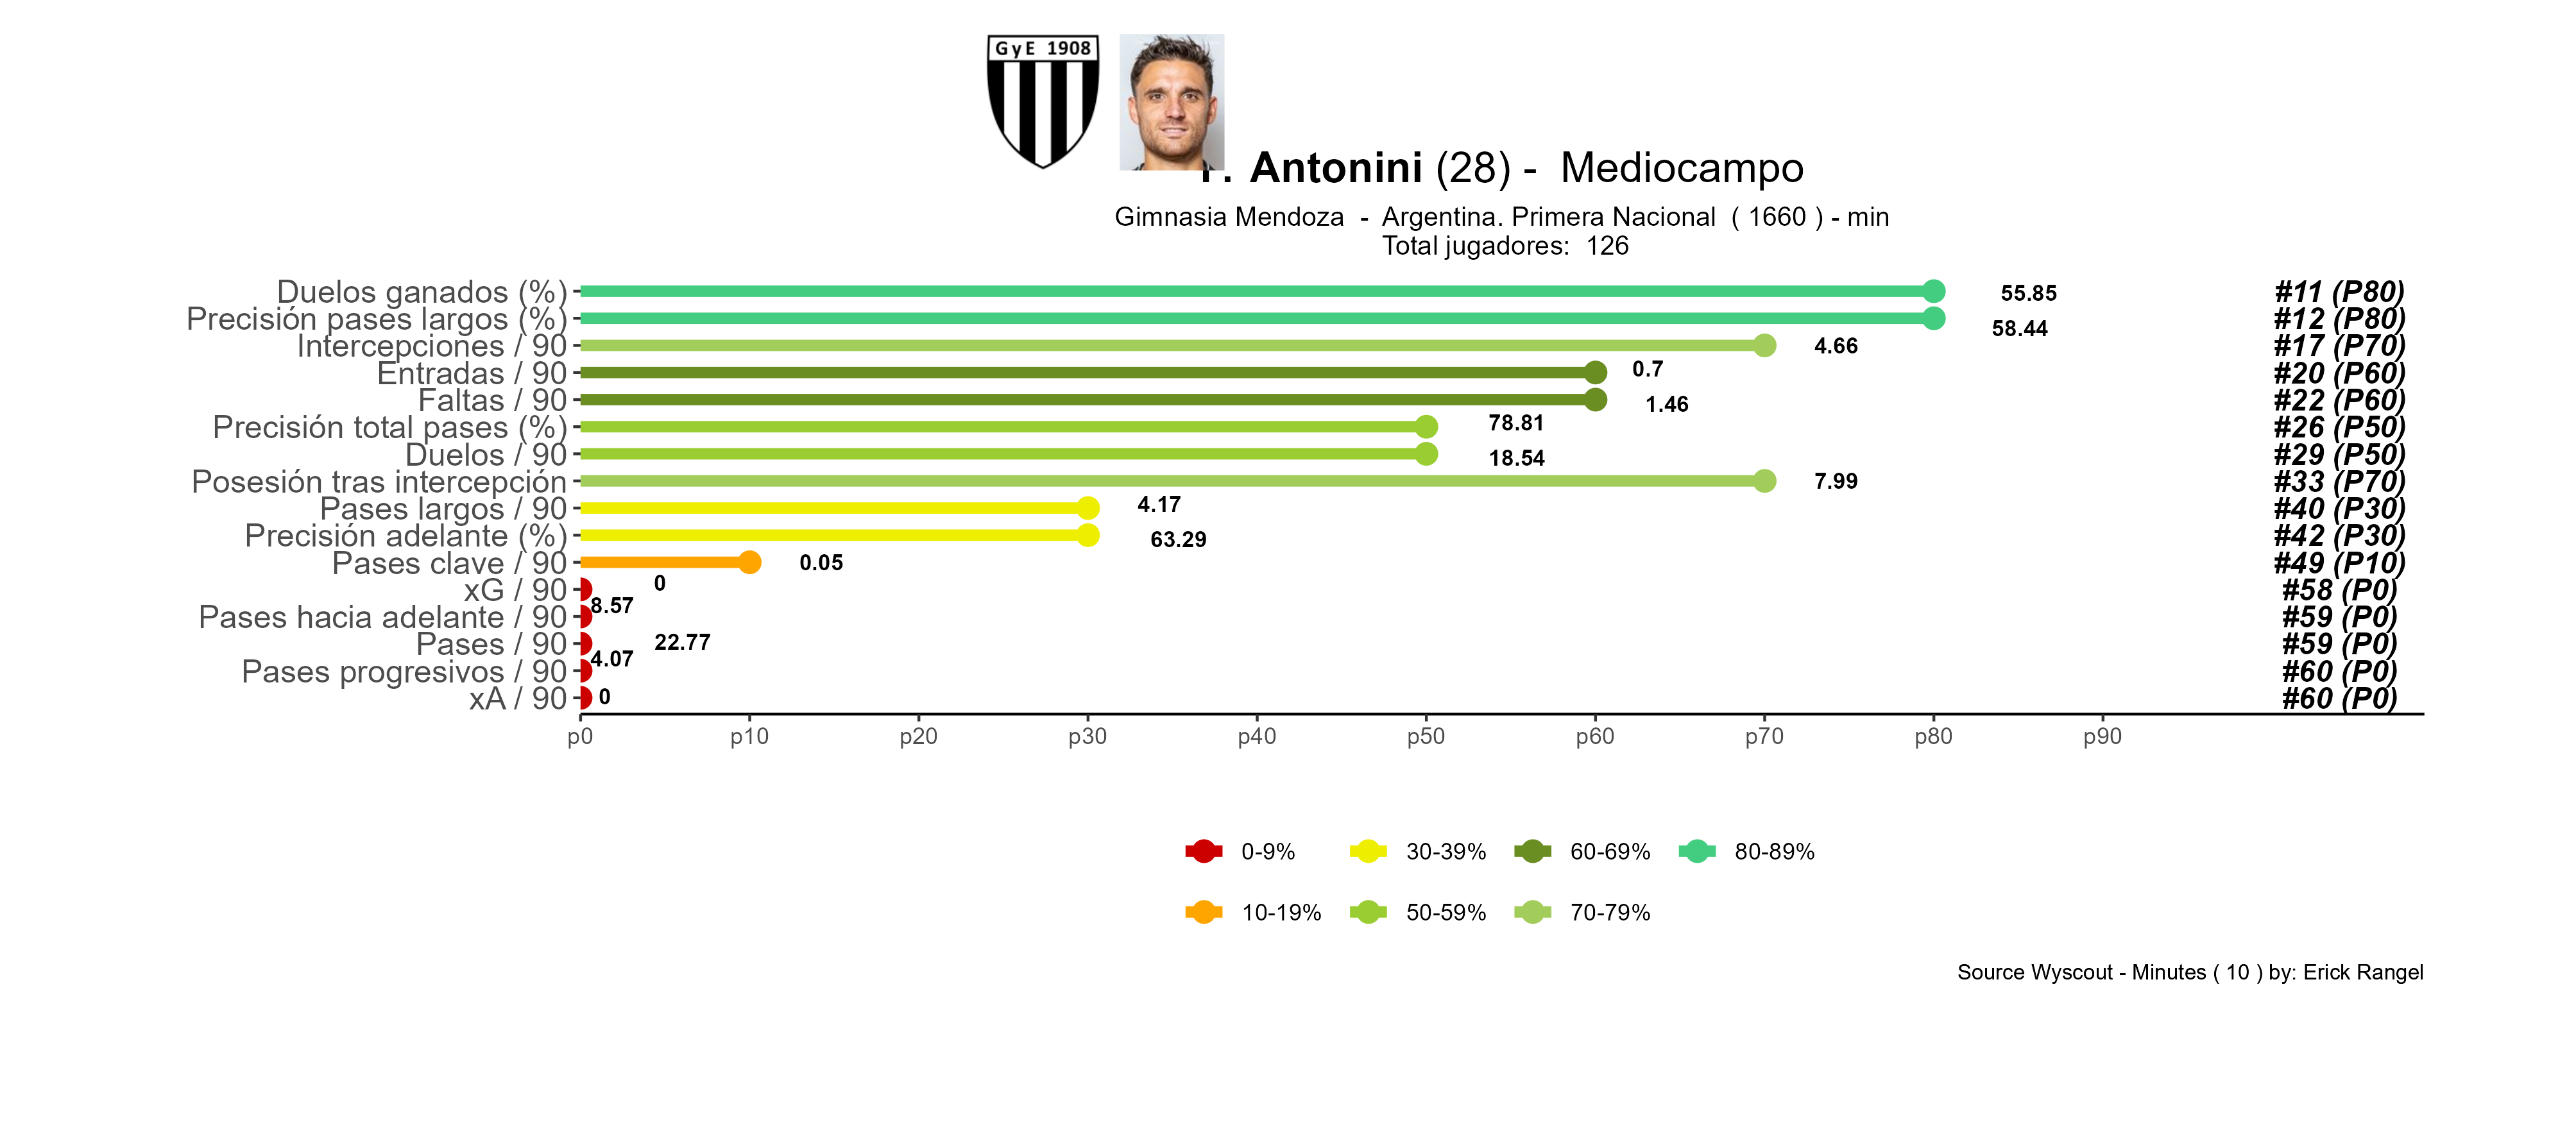 GyE 1908
Antonini (28) - Mediocampo
Gimnasia Mendoza - Argentina. Primera Nacional ( 1660 ) - min
Total jugadores: 126
Duelos ganados (%) 55.85 #11 (P80)
Precisión pases largos (%) 58.44 #12 (P80)
Intercepciones / 90 4.66 #17 (P70)
Entradas / 90 0.7 #20 (P60)
Faltas / 90 1.46 #22 (P60)
Precisión total pases (%) 78.81 #26 (P50)
Duelos / 90 18.54 #29 (P50)
Posesión tras intercepción 7.99 #33 (P70)
Pases largos / 90 4.17 #40 (P30)
Precisión adelante (%) 63.29 #42 (P30)
Pases clave / 90 0.05 #49 (P10)
xG / 90 0 #58 (P0)
Pases hacia adelante / 90 8.57 #59 (P0)
Pases / 90 22.77 #59 (P0)
Pases progresivos / 90 4.07 #60 (P0)
xA / 90 0 #60 (P0)
p0 p10 p20 p30 p40 p50 p60 p70 p80 p90
0-9% 30-39% 60-69% 80-89%
10-19% 50-59% 70-79%
Source Wyscout - Minutes ( 10 ) by: Erick Rangel